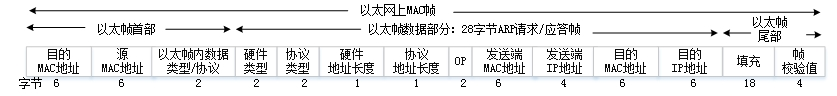 以太网上MAC帧
以太帧首部
以太帧数据部分：28字节ARP请求/应答帧
以太帧
尾部
目的
MAC地址
源
MAC地址
以太帧内数据
类型/协议
硬件
类型
协议
类型
硬件
地址长度
协议
地址长度
OP
发送端
MAC地址
发送端
IP地址
目的
MAC地址
目的
IP地址
填充
帧
校验值
字节 6 6 2 2 2 1 1 2 6 4 6 6 18 4